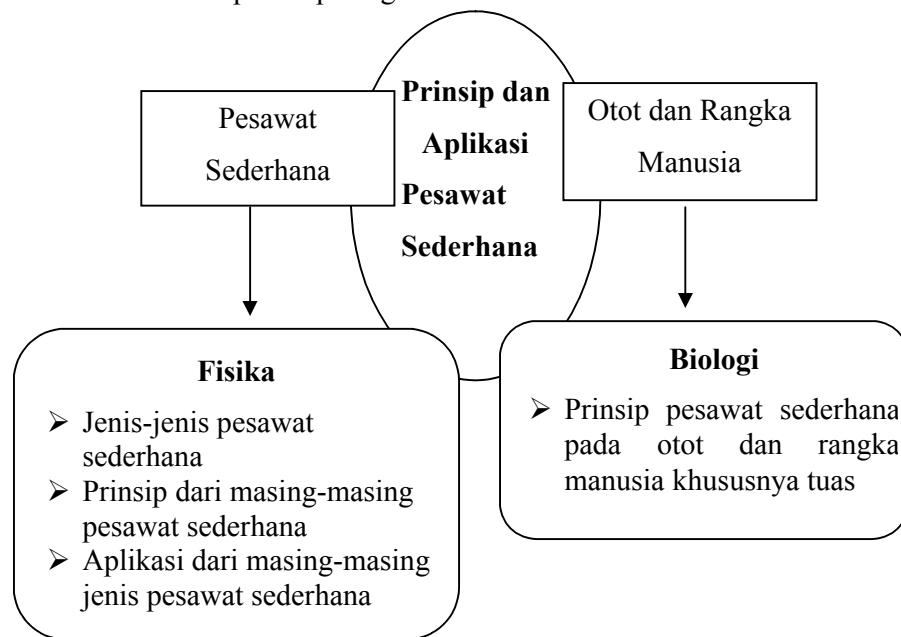 Prinsip dan
Aplikasi
Pesawat
Sederhana
Pesawat
Sederhana
Otot dan Rangka
Manusia
Fisika
➢ Jenis-jenis pesawat
sederhana
➢ Prinsip dari masing-masing
pesawat sederhana
➢ Aplikasi dari masing-masing
jenis pesawat sederhana
Biologi
➢ Prinsip pesawat sederhana
pada otot dan rangka
manusia khususnya tuas